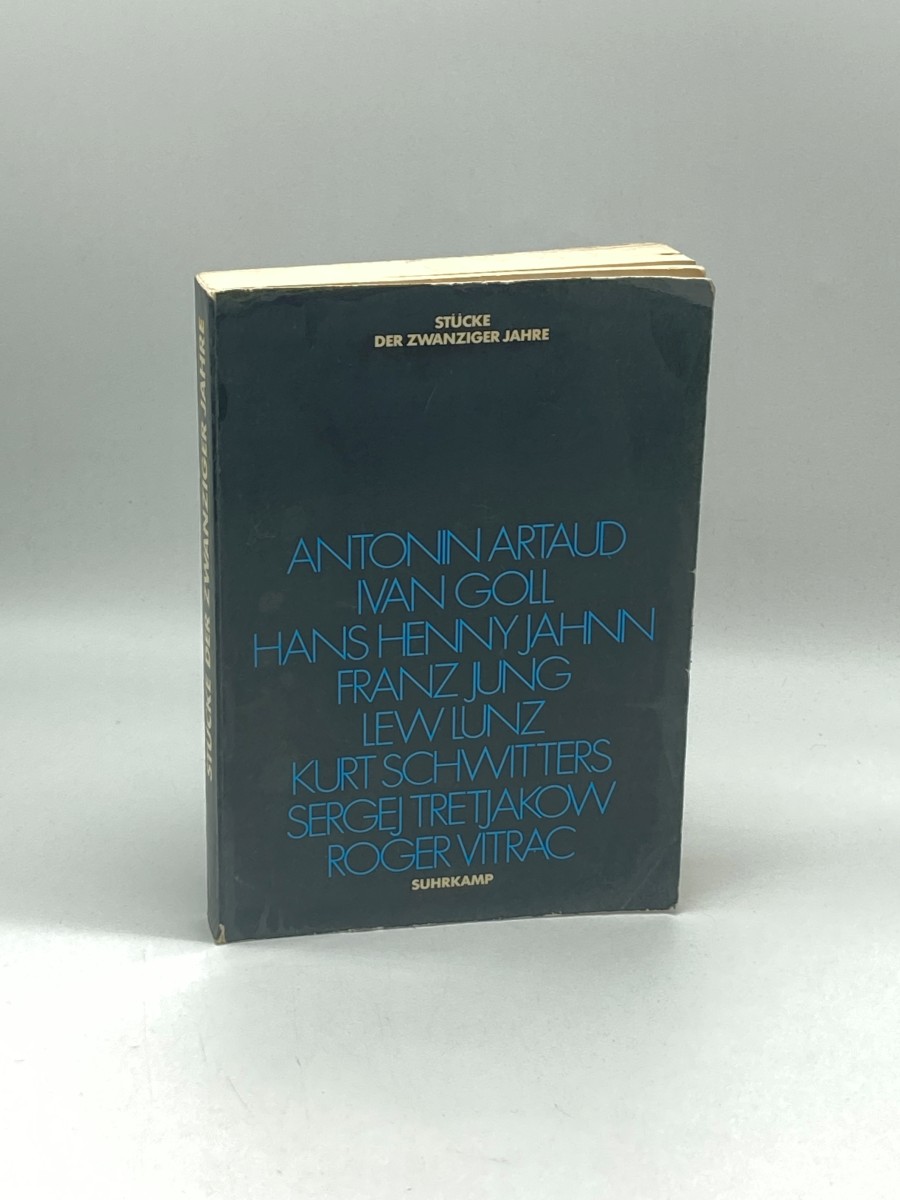 STÜCKE
DER ZWANZIGER JAHRE
ANTONIN ARTAUD
IVAN GOLL
HANS HENNY JAHNN
FRANZ JUNG
LEW LUNZ
KURT SCHWITTERS
SERGEJ TRETJAKOW
ROGER VITRAC
SUHRKAMP
STÜCKE DER ZWANZIGER JAHRE